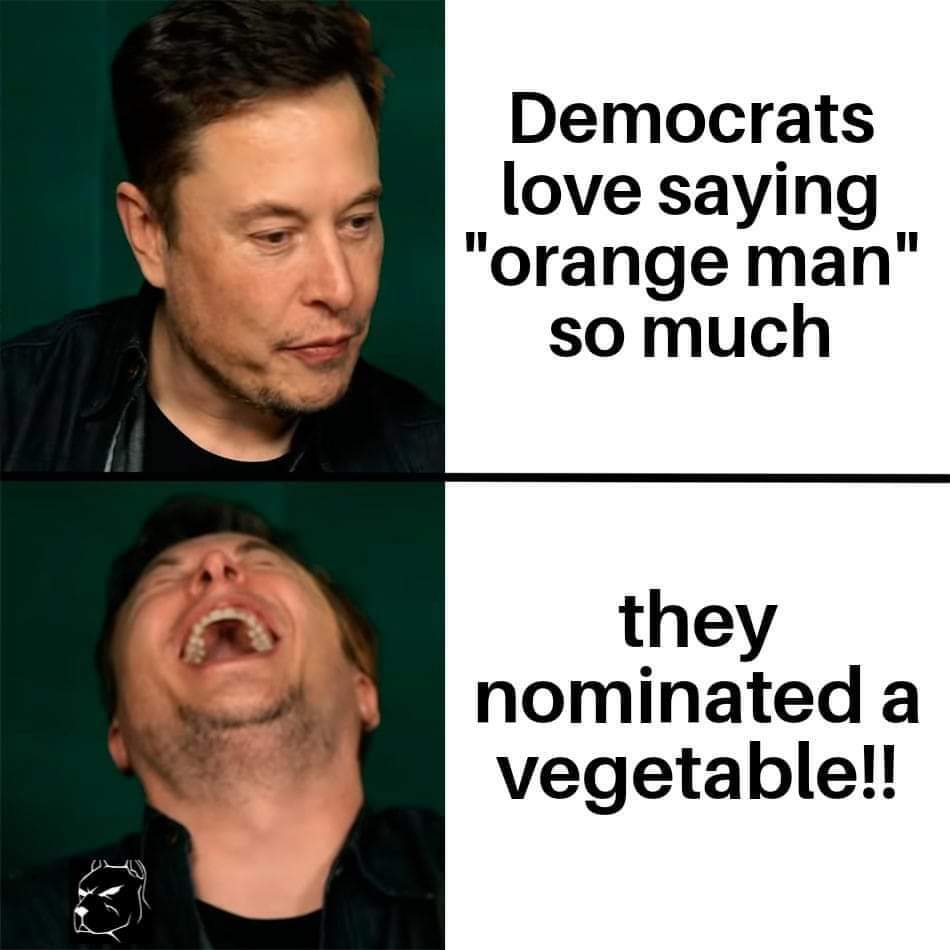 Democrats
love saying
"orange man"
so much
they
nominated a
vegetable!!